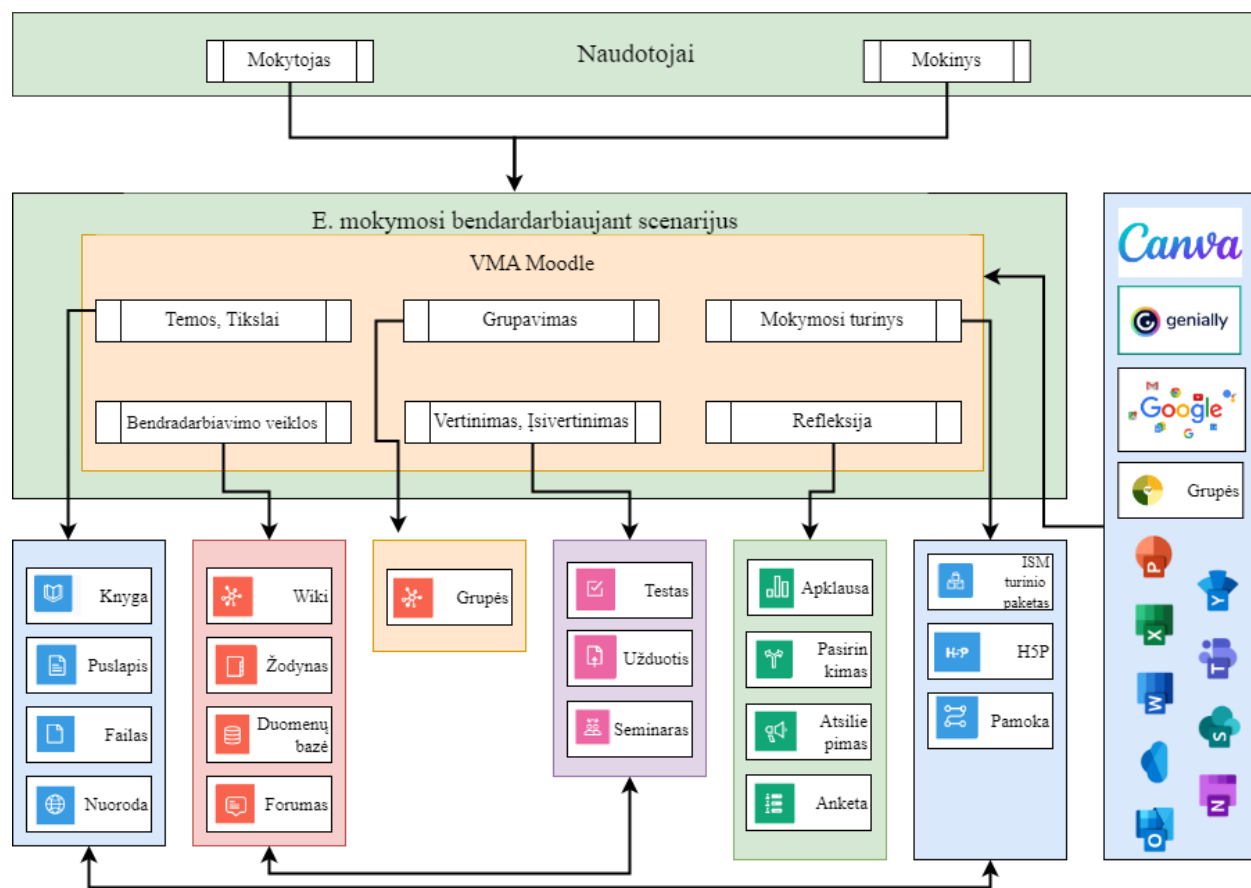 Naudotojai
Mokytojas
Mokinys
E. mokymosi bendardarbiaujant scenarijus
VMA Moodle
Temos, Tikslai
Grupavimas
Mokymosi turinys
Bendradarbiavimo veiklos
Vertinimas, Įsivertinimas
Refleksija
Canva
genially
Google
Grupės
P
X
W
O
Y
T
S
N
Knyga
Puslapis
Failas
Nuoroda
Wiki
Žodynas
Duomenų
bazė
Forumas
Grupės
Testas
Užduotis
Seminaras
Apklausa
Pasirin
kimas
Atsilie
pimas
Anketa
ISM
turinio
paketas
H5P
H5P
Pamoka